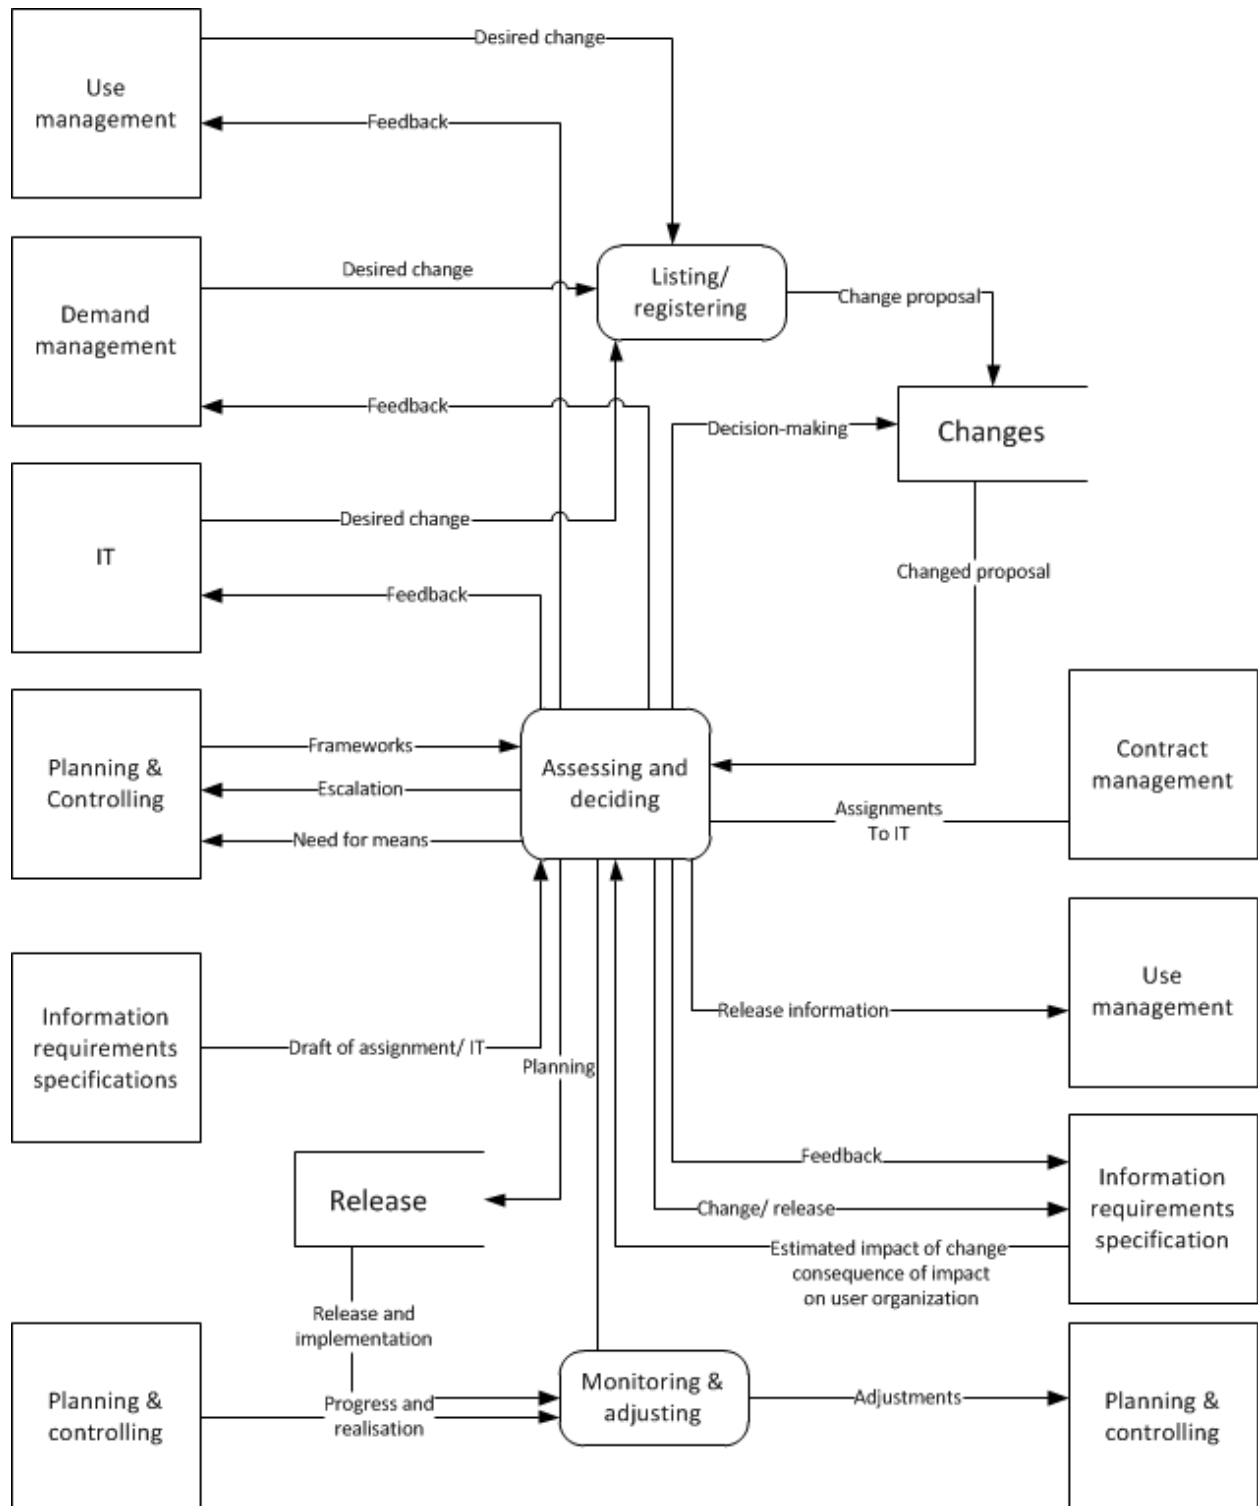 Desired change
Use
management
Feedback
Desired change
Listing/
registering
Change proposal
Demand
management
Feedback
Decision-making
Changes
Desired change
IT
Changed proposal
Feedback
Frameworks
Planning &
Controlling
Escalation
Need for means
Assessing and
deciding
Contract
management
Assignments
To IT
Use
management
Release information
Information
requirements
specifications
Draft of assignment/ IT
Planning
Feedback
Information
requirements
specification
Change/ release
Estimated impact of change
consequence of impact
on user organization
Release
Release and
implementation
Planning &
controlling
Progress and
realisation
Monitoring &
adjusting
Adjustments
Planning &
controlling